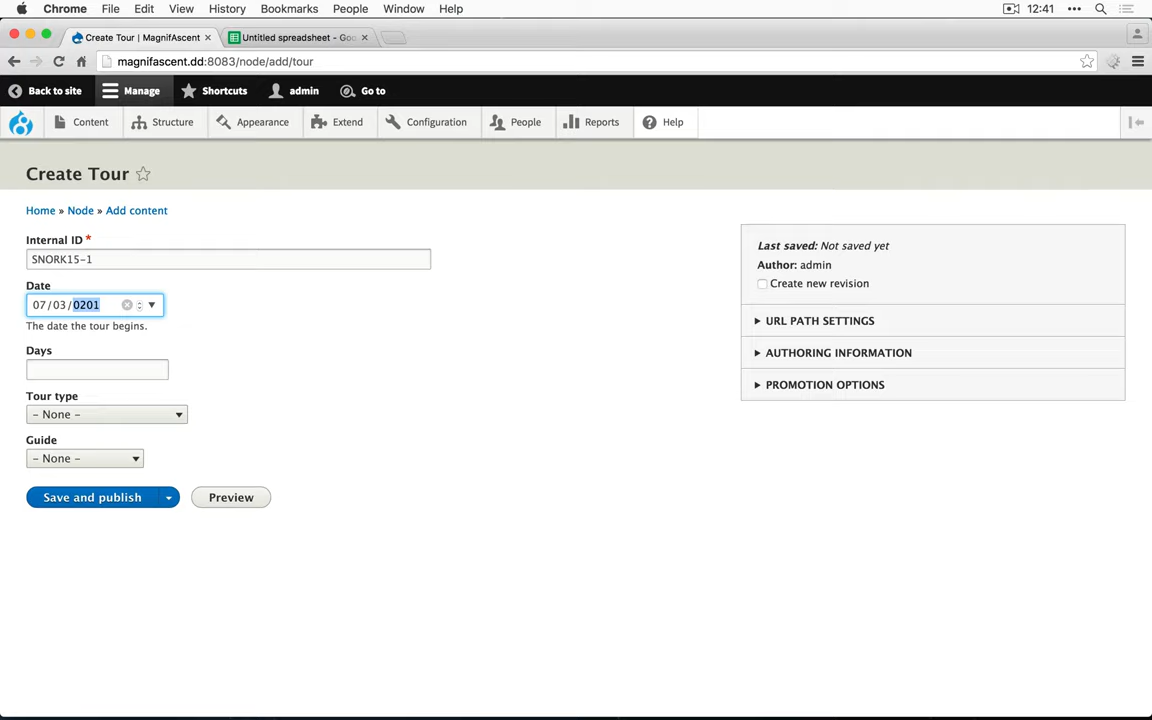 Chrome File Edit View History Bookmarks People Window Help 12:41
Create Tour | MagnifAscent Untitled spreadsheet - Goo
magnifascent.dd:8083/node/add/tour
Back to site Manage Shortcuts admin Go to
Content Structure Appearance Extend Configuration People Reports Help
Create Tour
Home » Node » Add content
Internal ID *
SNORK15-1
Date
07/03/0201
The date the tour begins.
Days
Tour type
- None -
Guide
- None -
Save and publish Preview
Last saved: Not saved yet
Author: admin
Create new revision
URL PATH SETTINGS
AUTHORING INFORMATION
PROMOTION OPTIONS